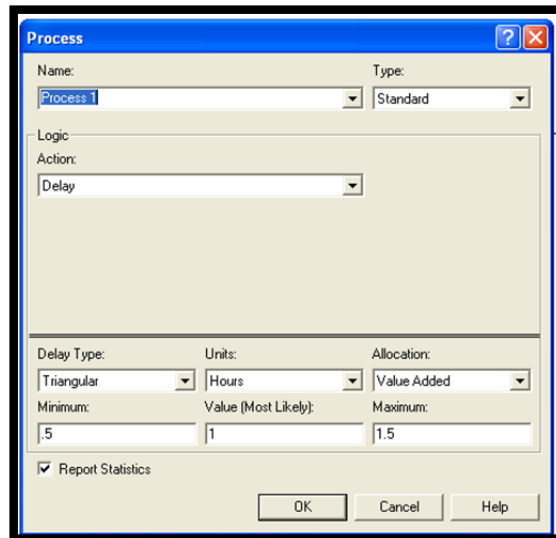 Process
Name: Type:
Process 1 Standard
Logic
Action:
Delay
Delay Type: Units: Allocation:
Triangular Hours Value Added
Minimum: Value (Most Likely): Maximum:
.5 1 1.5
Report Statistics
OK Cancel Help